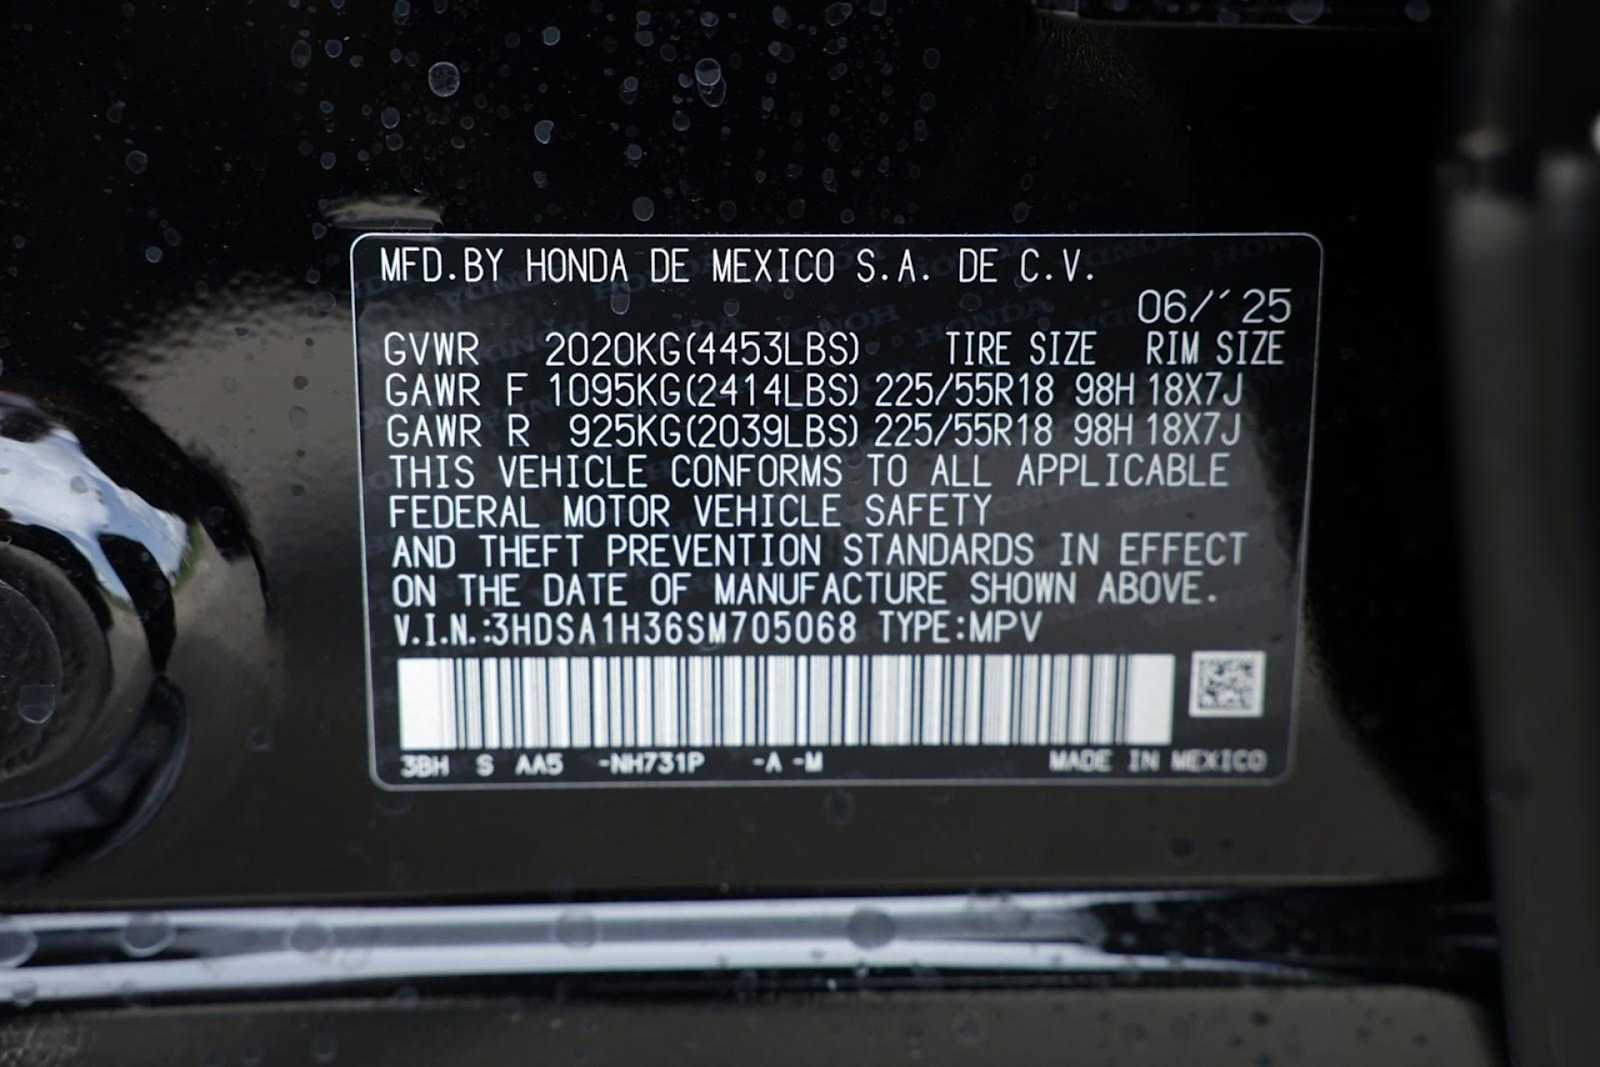 MFD.BY HONDA DE MEXICO S.A. DE C.V.
06/´25
GVWR 2020KG(4453LBS) TIRE SIZE RIM SIZE
GAWR F 1095KG(2414LBS) 225/55R18 98H 18X7J
GAWR R 925KG(2039LBS) 225/55R18 98H 18X7J
THIS VEHICLE CONFORMS TO ALL APPLICABLE
FEDERAL MOTOR VEHICLE SAFETY
AND THEFT PREVENTION STANDARDS IN EFFECT
ON THE DATE OF MANUFACTURE SHOWN ABOVE.
V.I.N.:3HDSA1H36SM705068 TYPE:MPV
3BH S AA5 -NH731P -A -M MADE IN MEXICO